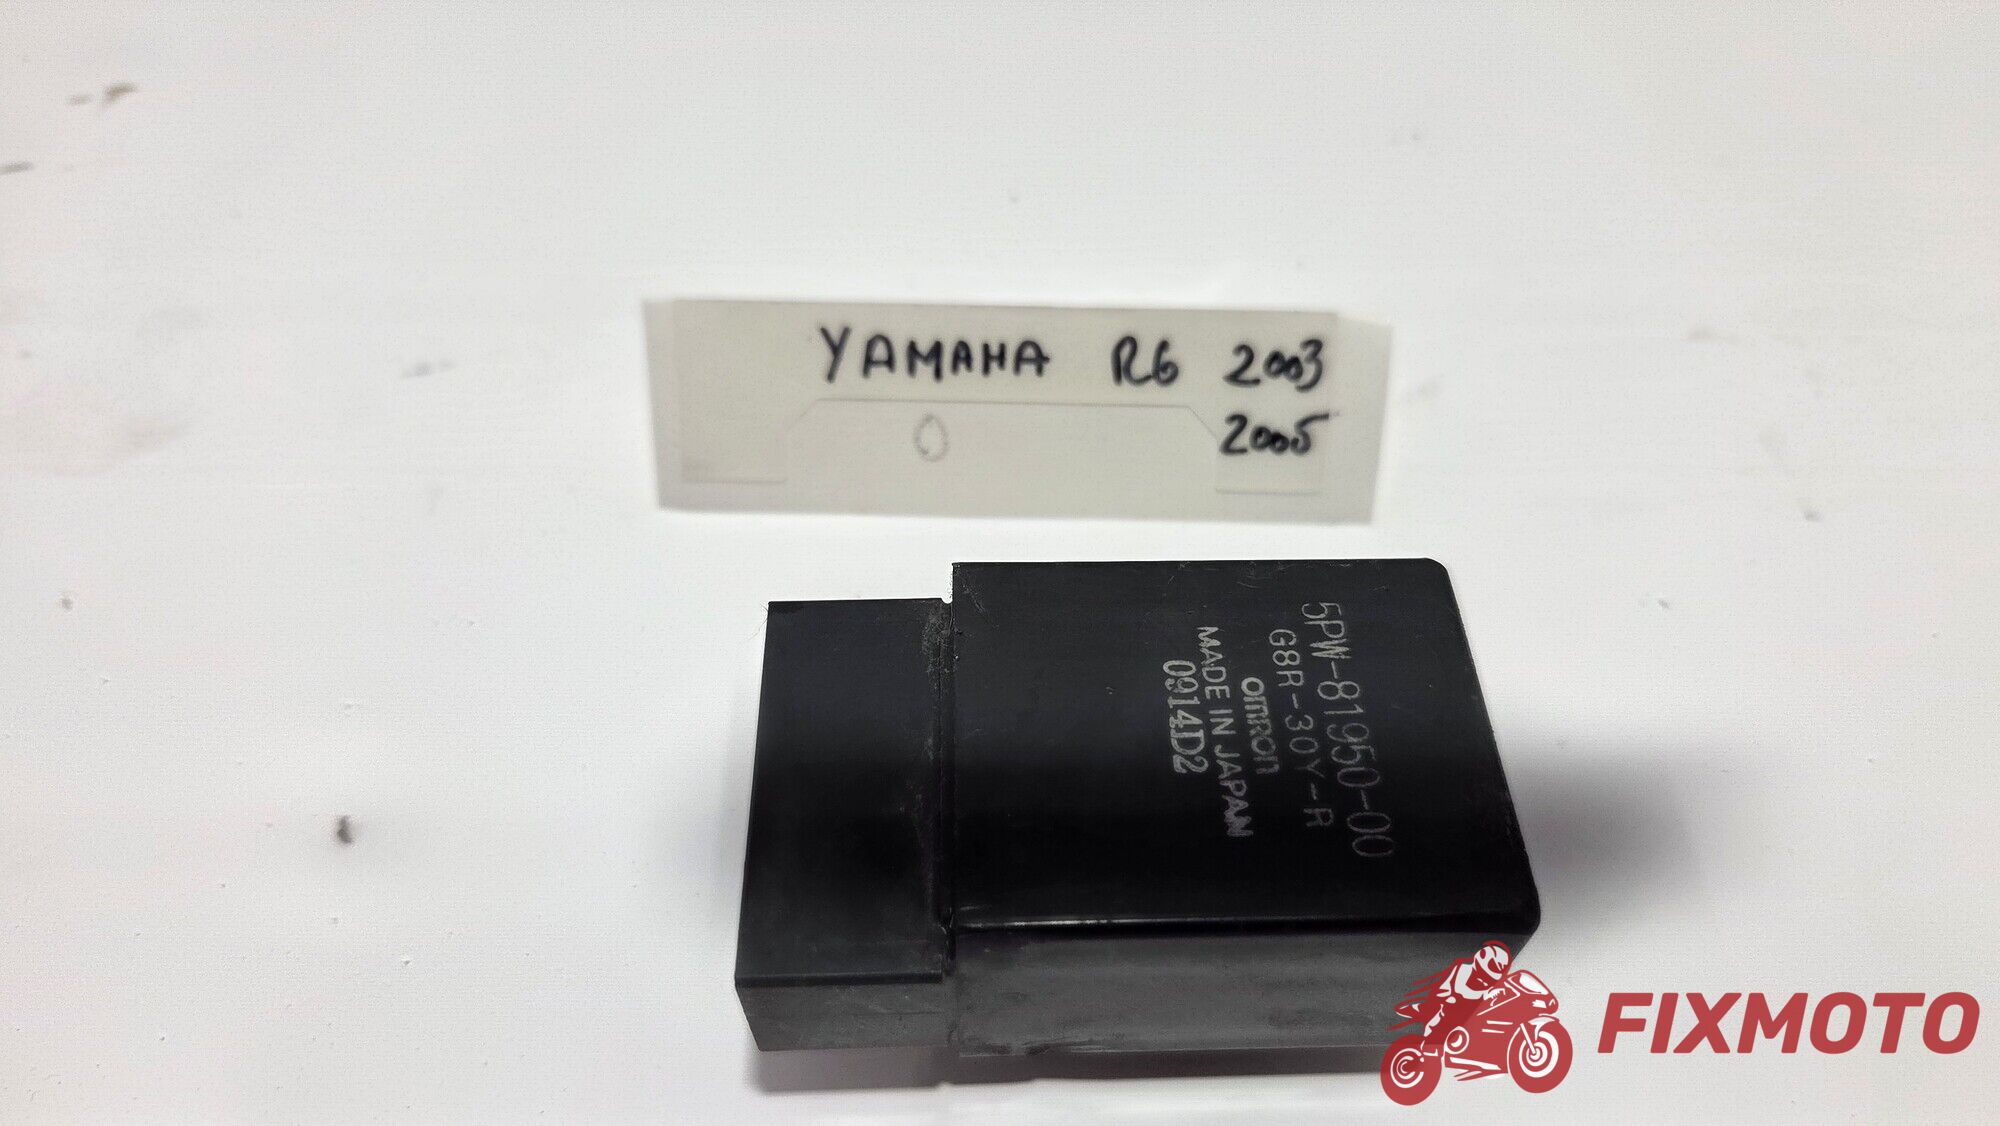 YAMAHA R6 2003
2005
5PW-81950-00
G8R-30Y-R
omron
MADE IN JAPAN
0914D2
FIXMOTO